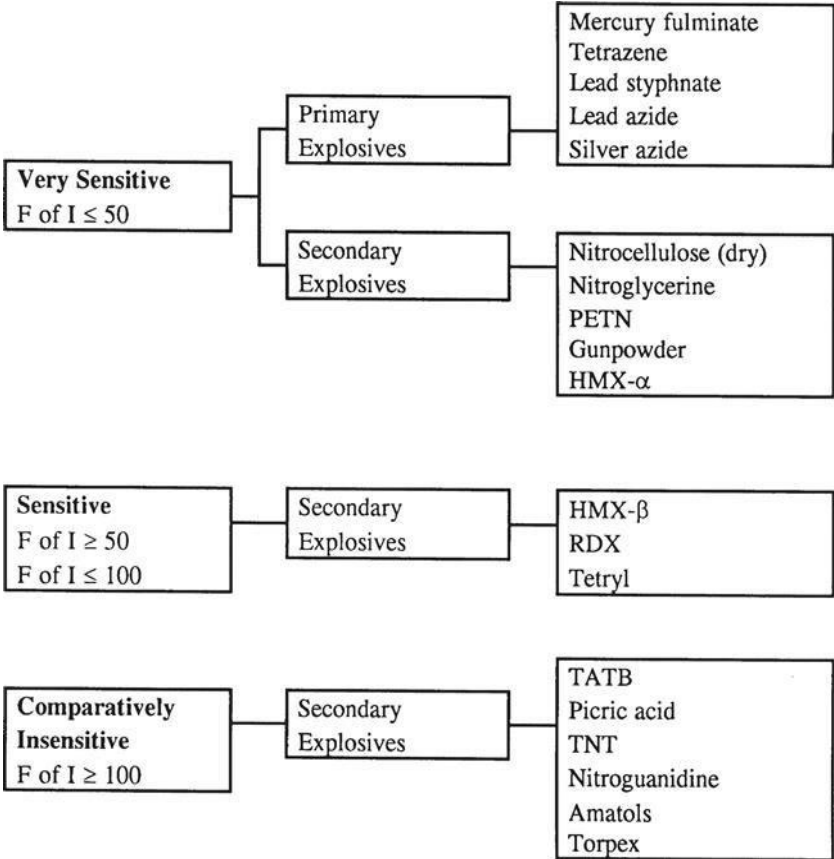 Very Sensitive
F of I ≤ 50
Primary
Explosives
Mercury fulminate
Tetrazene
Lead styphnate
Lead azide
Silver azide
Secondary
Explosives
Nitrocellulose (dry)
Nitroglycerine
PETN
Gunpowder
HMX-α
Sensitive
F of I ≥ 50
F of I ≤ 100
Secondary
Explosives
HMX-β
RDX
Tetryl
Comparatively
Insensitive
F of I ≥ 100
Secondary
Explosives
TATB
Picric acid
TNT
Nitroguanidine
Amatols
Torpex